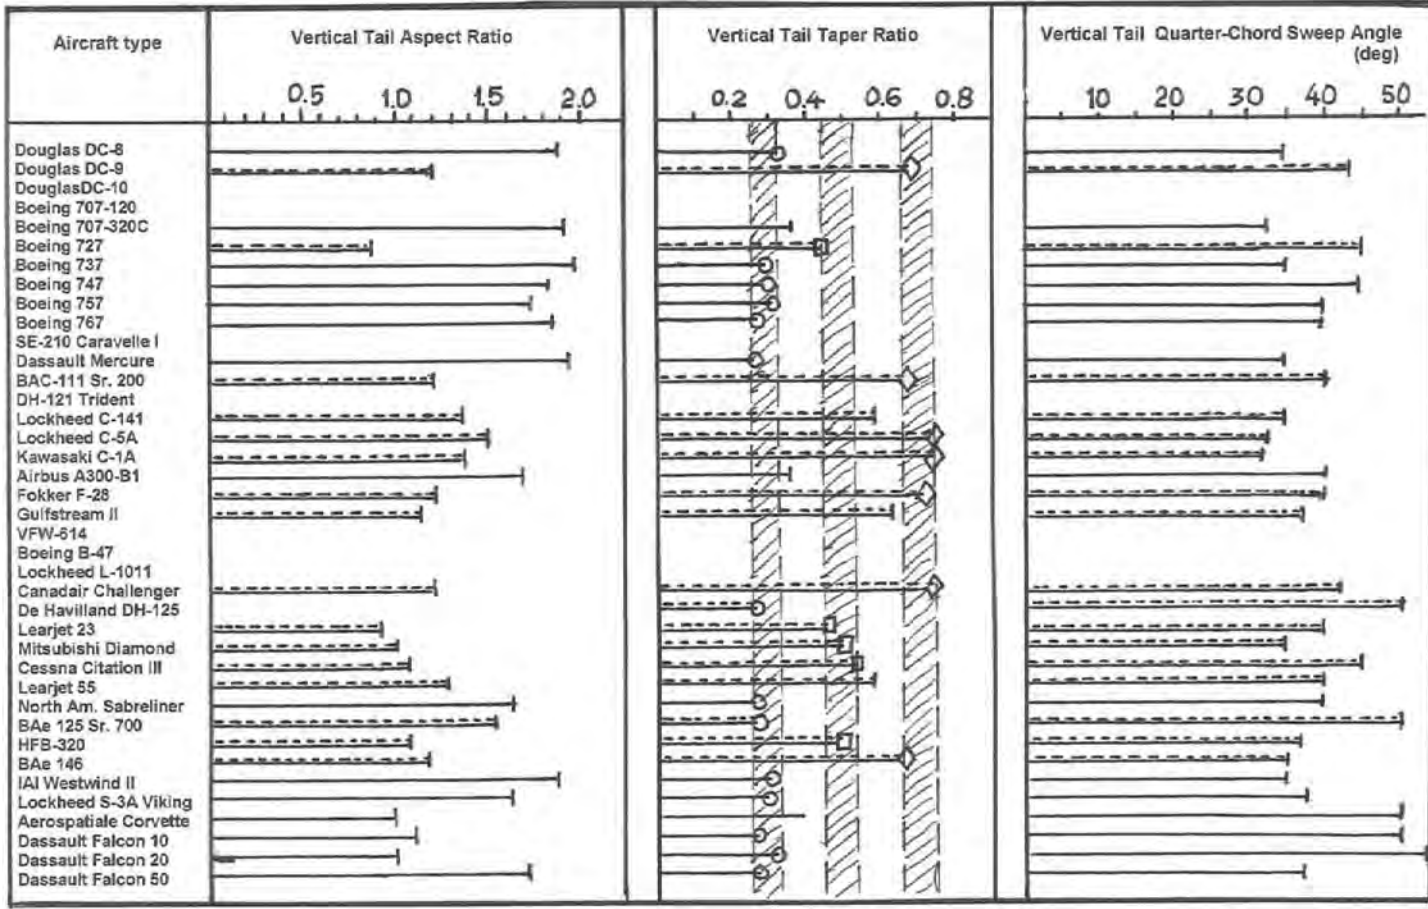 Aircraft type
Vertical Tail Aspect Ratio
Vertical Tail Taper Ratio
Vertical Tail Quarter-Chord Sweep Angle
(deg)
0.5 1.0 1.5 2.0
0.2 0.4 0.6 0.8
10 20 30 40 50
Douglas DC-8
Douglas DC-9
DouglasDC-10
Boeing 707-120
Boeing 707-320C
Boeing 727
Boeing 737
Boeing 747
Boeing 757
Boeing 767
SE-210 Caravelle I
Dassault Mercure
BAC-111 Sr. 200
DH-121 Trident
Lockheed C-141
Lockheed C-5A
Kawasaki C-1A
Airbus A300-B1
Fokker F-28
Gulfstream II
VFW-614
Boeing B-47
Lockheed L-1011
Canadair Challenger
De Havilland DH-125
Learjet 23
Mitsubishi Diamond
Cessna Citation III
Learjet 55
North Am. Sabreliner
BAe 125 Sr. 700
HFB-320
BAe 146
IAI Westwind II
Lockheed S-3A Viking
Aerospatiale Corvette
Dassault Falcon 10
Dassault Falcon 20
Dassault Falcon 50